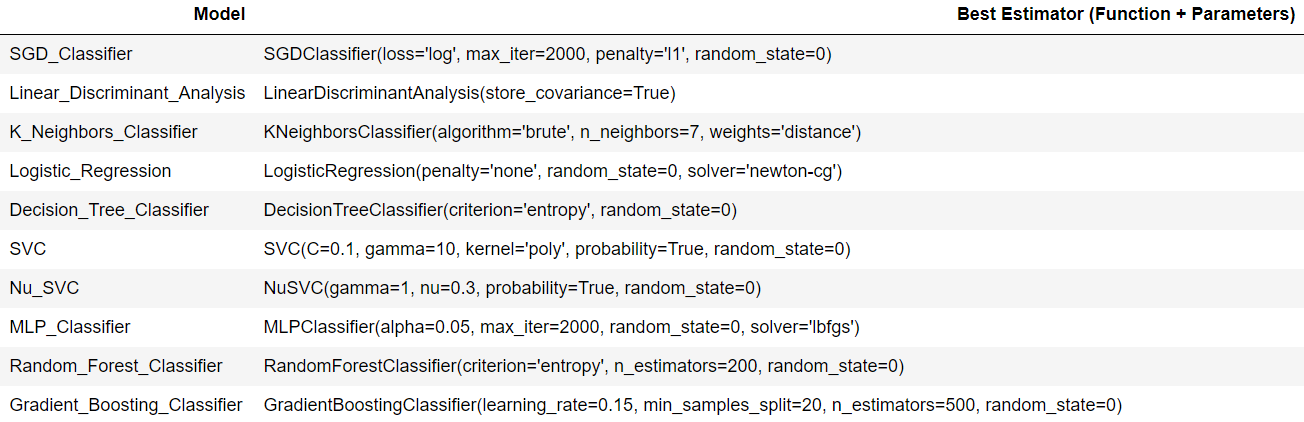 Model Best Estimator (Function + Parameters)
SGD_Classifier SGDClassifier(loss='log', max_iter=2000, penalty='l1', random_state=0)
Linear_Discriminant_Analysis LinearDiscriminantAnalysis(store_covariance=True)
K_Neighbors_Classifier KNeighborsClassifier(algorithm='brute', n_neighbors=7, weights='distance')
Logistic_Regression LogisticRegression(penalty='none', random_state=0, solver='newton-cg')
Decision_Tree_Classifier DecisionTreeClassifier(criterion='entropy', random_state=0)
SVC SVC(C=0.1, gamma=10, kernel='poly', probability=True, random_state=0)
Nu_SVC NuSVC(gamma=1, nu=0.3, probability=True, random_state=0)
MLP_Classifier MLPClassifier(alpha=0.05, max_iter=2000, random_state=0, solver='lbfgs')
Random_Forest_Classifier RandomForestClassifier(criterion='entropy', n_estimators=200, random_state=0)
Gradient_Boosting_Classifier GradientBoostingClassifier(learning_rate=0.15, min_samples_split=20, n_estimators=500, random_state=0)